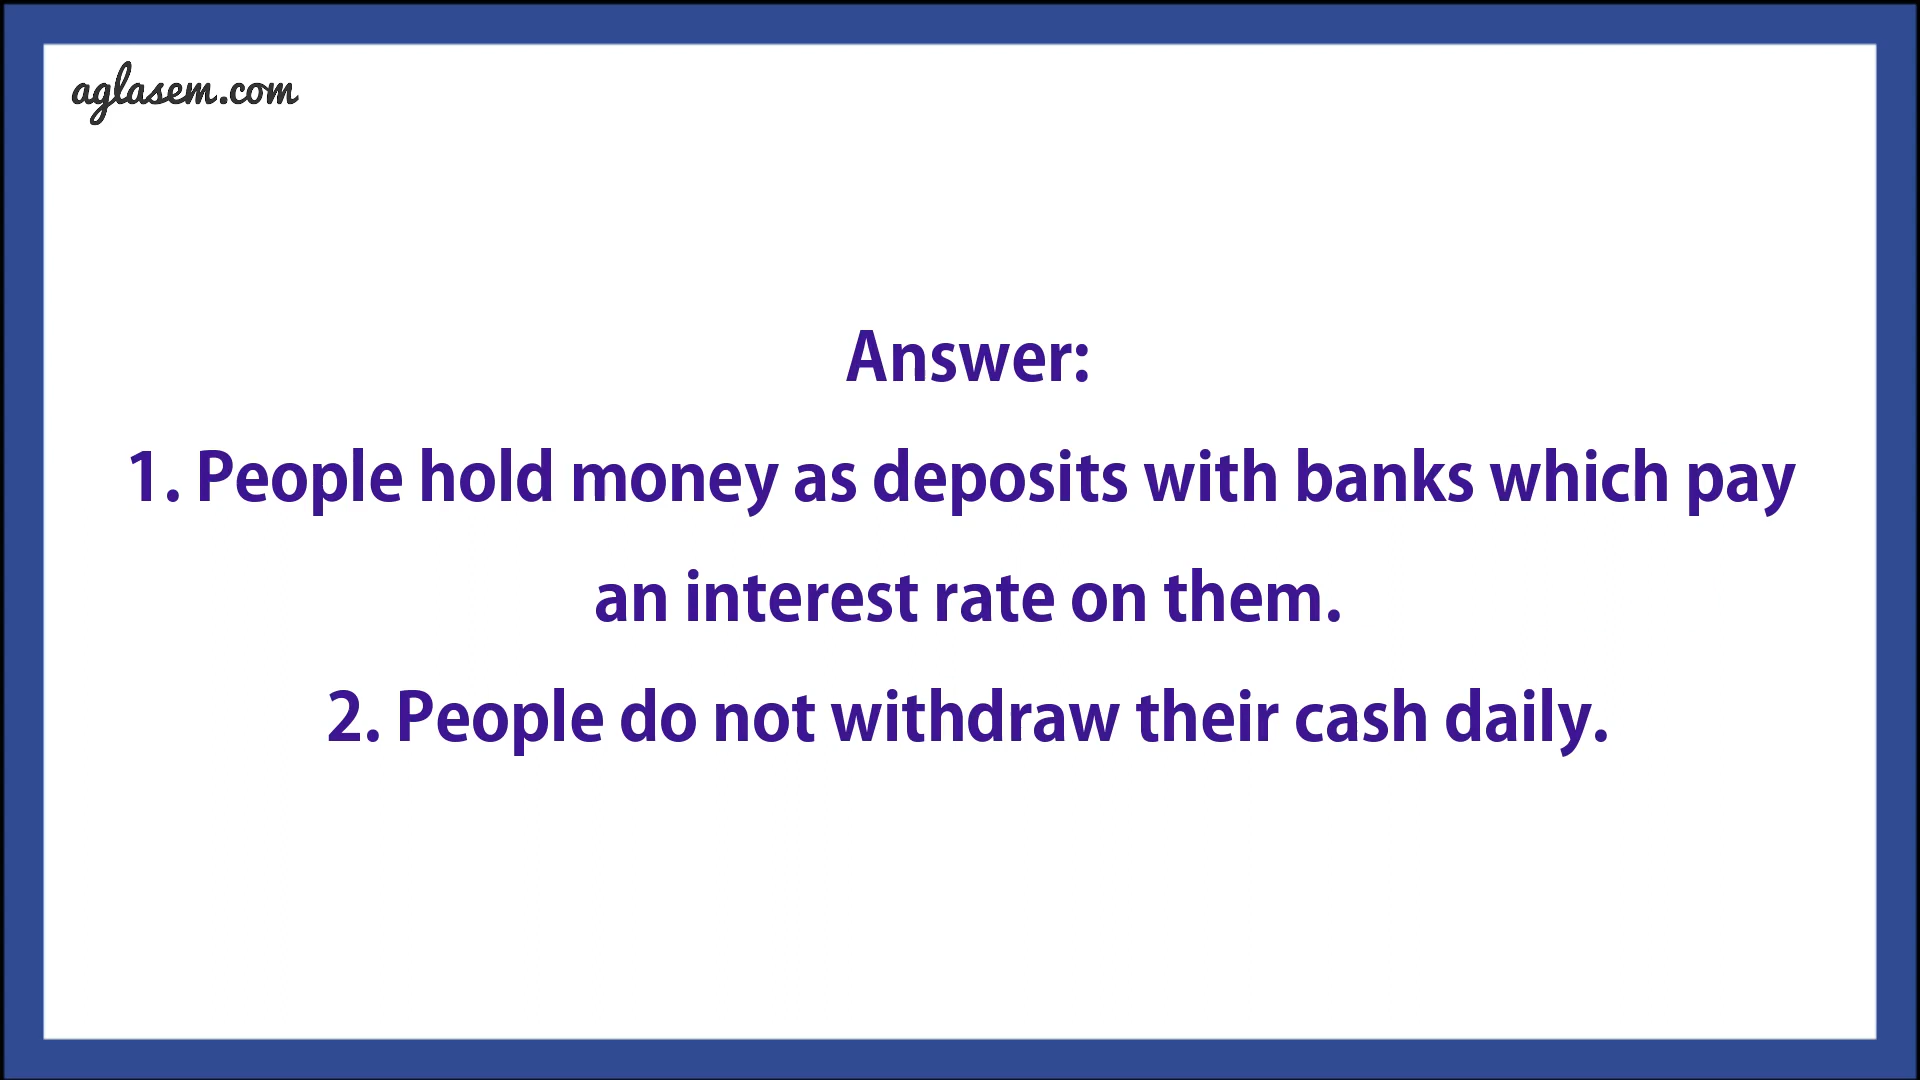 aglasem.com
Answer:
1. People hold money as deposits with banks which pay
an interest rate on them.
2. People do not withdraw their cash daily.